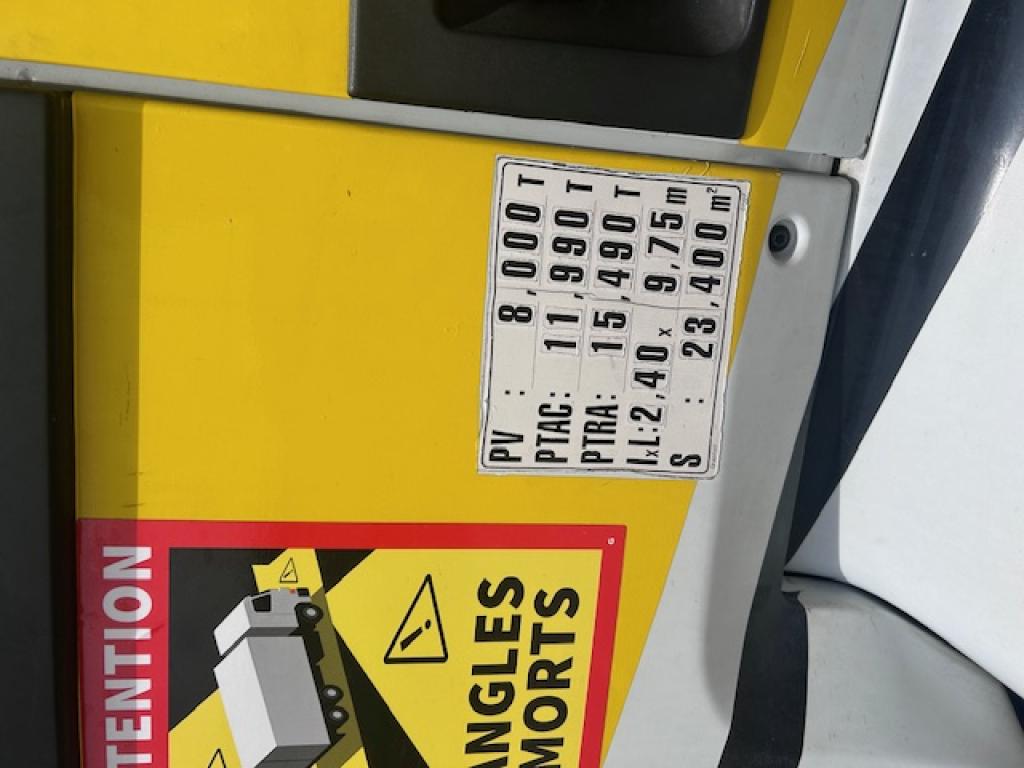 PV : 8,000 T
PTAC: 11,990 T
PTRA: 15,490 T
lxL:2,40x 9,75 m
S : 23,400 m²
TENTION
ANGLES
MORTS